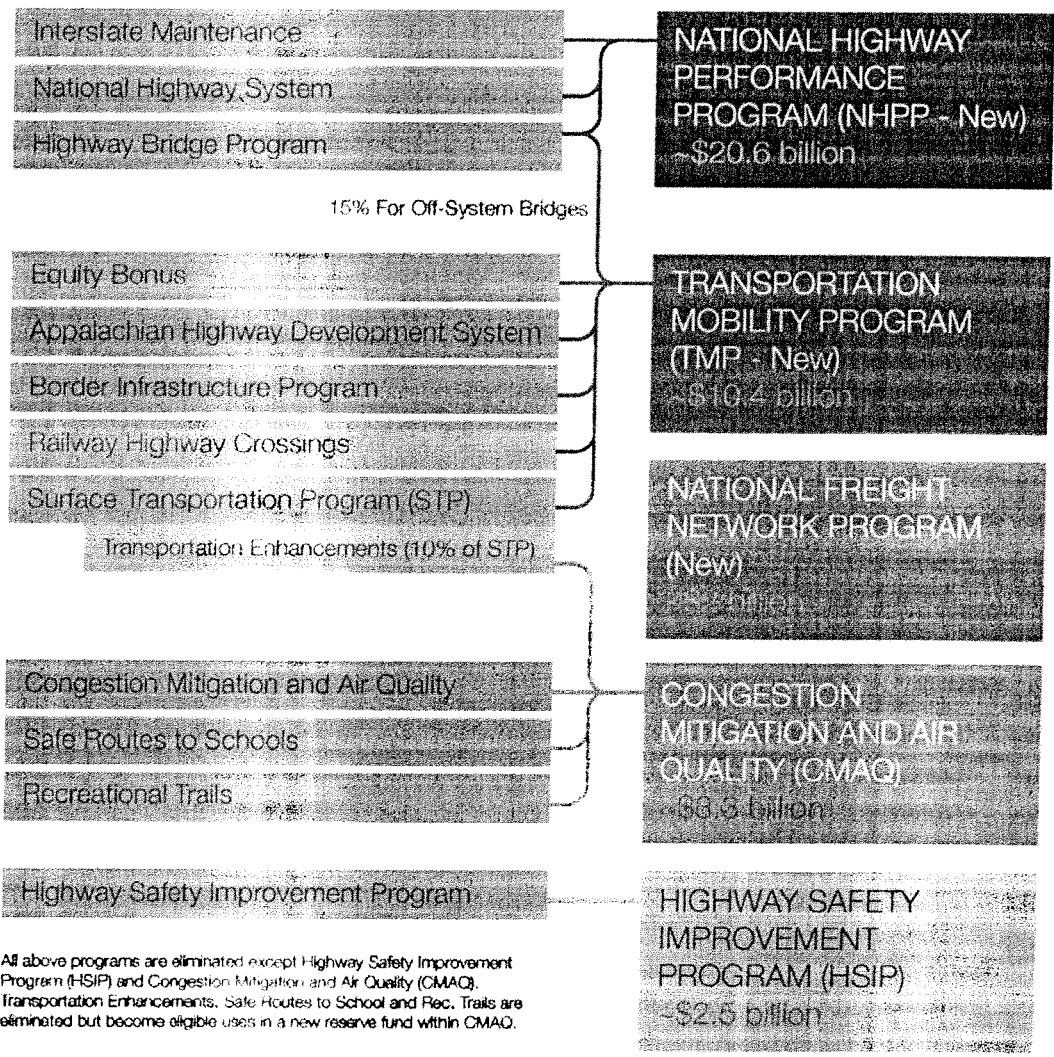 Interstate Maintenance
National Highway System
Highway Bridge Program
15% For Off-System Bridges
Equity Bonus
Appalachian Highway Development System
Border Infrastructure Program
Railway Highway Crossings
Surface Transportation Program (STP)
Transportation Enhancements (10% of STP)
Congestion Mitigation and Air Quality
Safe Routes to Schools
Recreational Trails
Highway Safety Improvement Program
All above programs are eliminated except Highway Safety Improvement
Program (HSIP) and Congestion Mitigation and Air Quality (CMAQ).
Transportation Enhancements, Safe Routes to School and Rec. Trails are
eliminated but become eligible uses in a new reserve fund within CMAQ.
NATIONAL HIGHWAY
PERFORMANCE
PROGRAM (NHPP - New)
~$20.6 billion
TRANSPORTATION
MOBILITY PROGRAM
(TMP - New)
~$10.4 billion
NATIONAL FREIGHT
NETWORK PROGRAM
(New)
billion
CONGESTION
MITIGATION AND AIR
QUALITY (CMAQ)
~$3.3 billion
HIGHWAY SAFETY
IMPROVEMENT
PROGRAM (HSIP)
~$2.5 billion